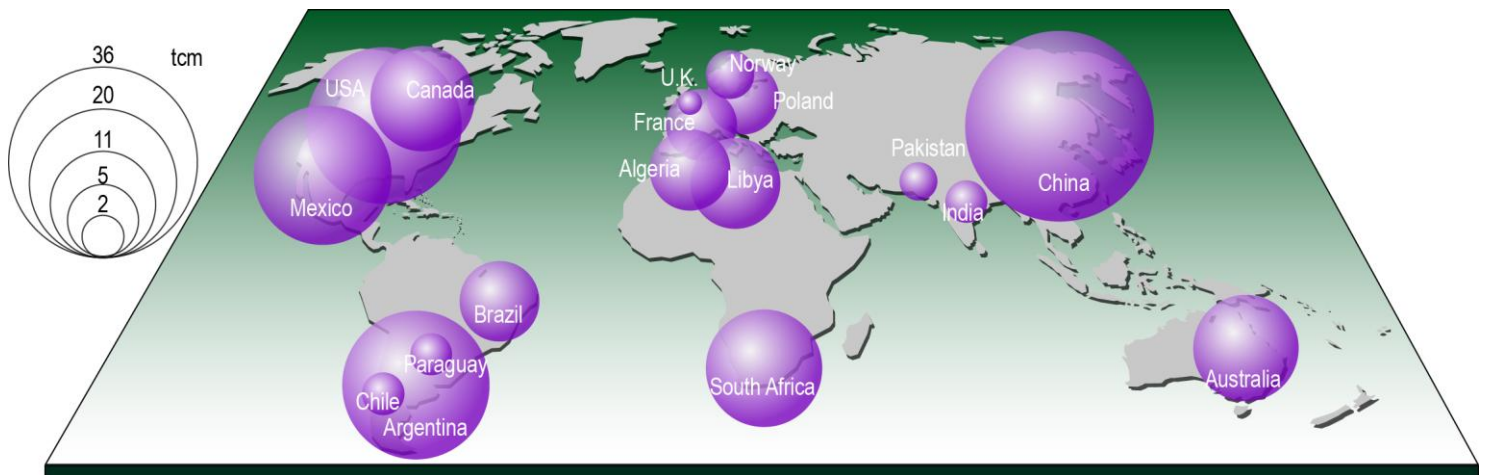 36 tcm
20
11
5
2
USA
Canada
Mexico
Brazil
Paraguay
Chile
Argentina
U.K.
Norway
Poland
France
Algeria
Libya
South Africa
Pakistan
India
China
Australia